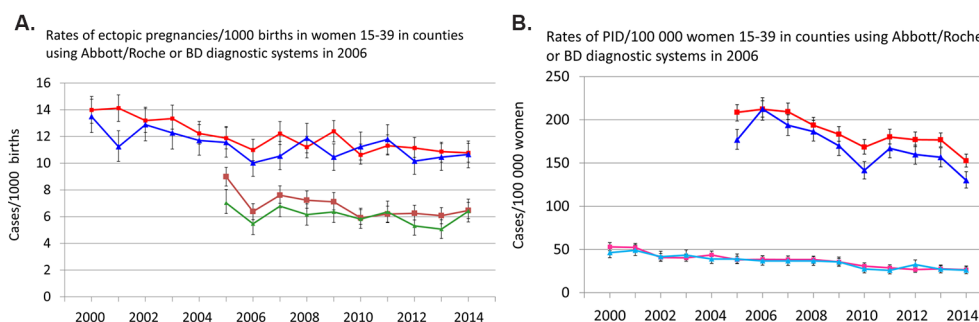 A.
Rates of ectopic pregnancies/1000 births in women 15-39 in counties
using Abbott/Roche or BD diagnostic systems in 2006
Cases/1000 births
16
14
12
10
8
6
4
2
0
2000 2002 2004 2006 2008 2010 2012 2014
B.
Rates of PID/100 000 women 15-39 in counties using Abbott/Roche
or BD diagnostic systems in 2006
Cases/100 000 women
250
200
150
100
50
0
2000 2002 2004 2006 2008 2010 2012 2014